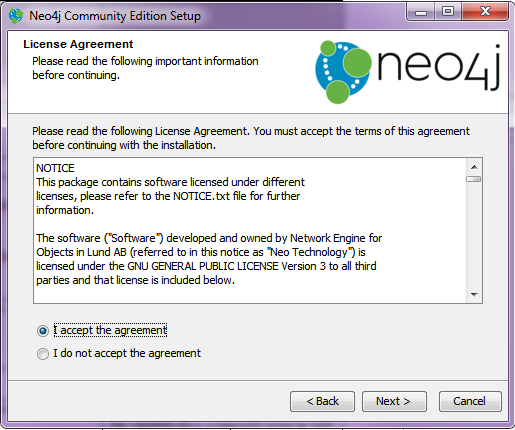 Neo4j Community Edition Setup
License Agreement
Please read the following important information
before continuing.
neo4j
Please read the following License Agreement. You must accept the terms of this agreement
before continuing with the installation.
NOTICE
This package contains software licensed under different
licenses, please refer to the NOTICE.txt file for further
information.
The software ("Software") developed and owned by Network Engine for
Objects in Lund AB (referred to in this notice as "Neo Technology") is
licensed under the GNU GENERAL PUBLIC LICENSE Version 3 to all third
parties and that license is included below.
I accept the agreement
I do not accept the agreement
< Back
Next >
Cancel